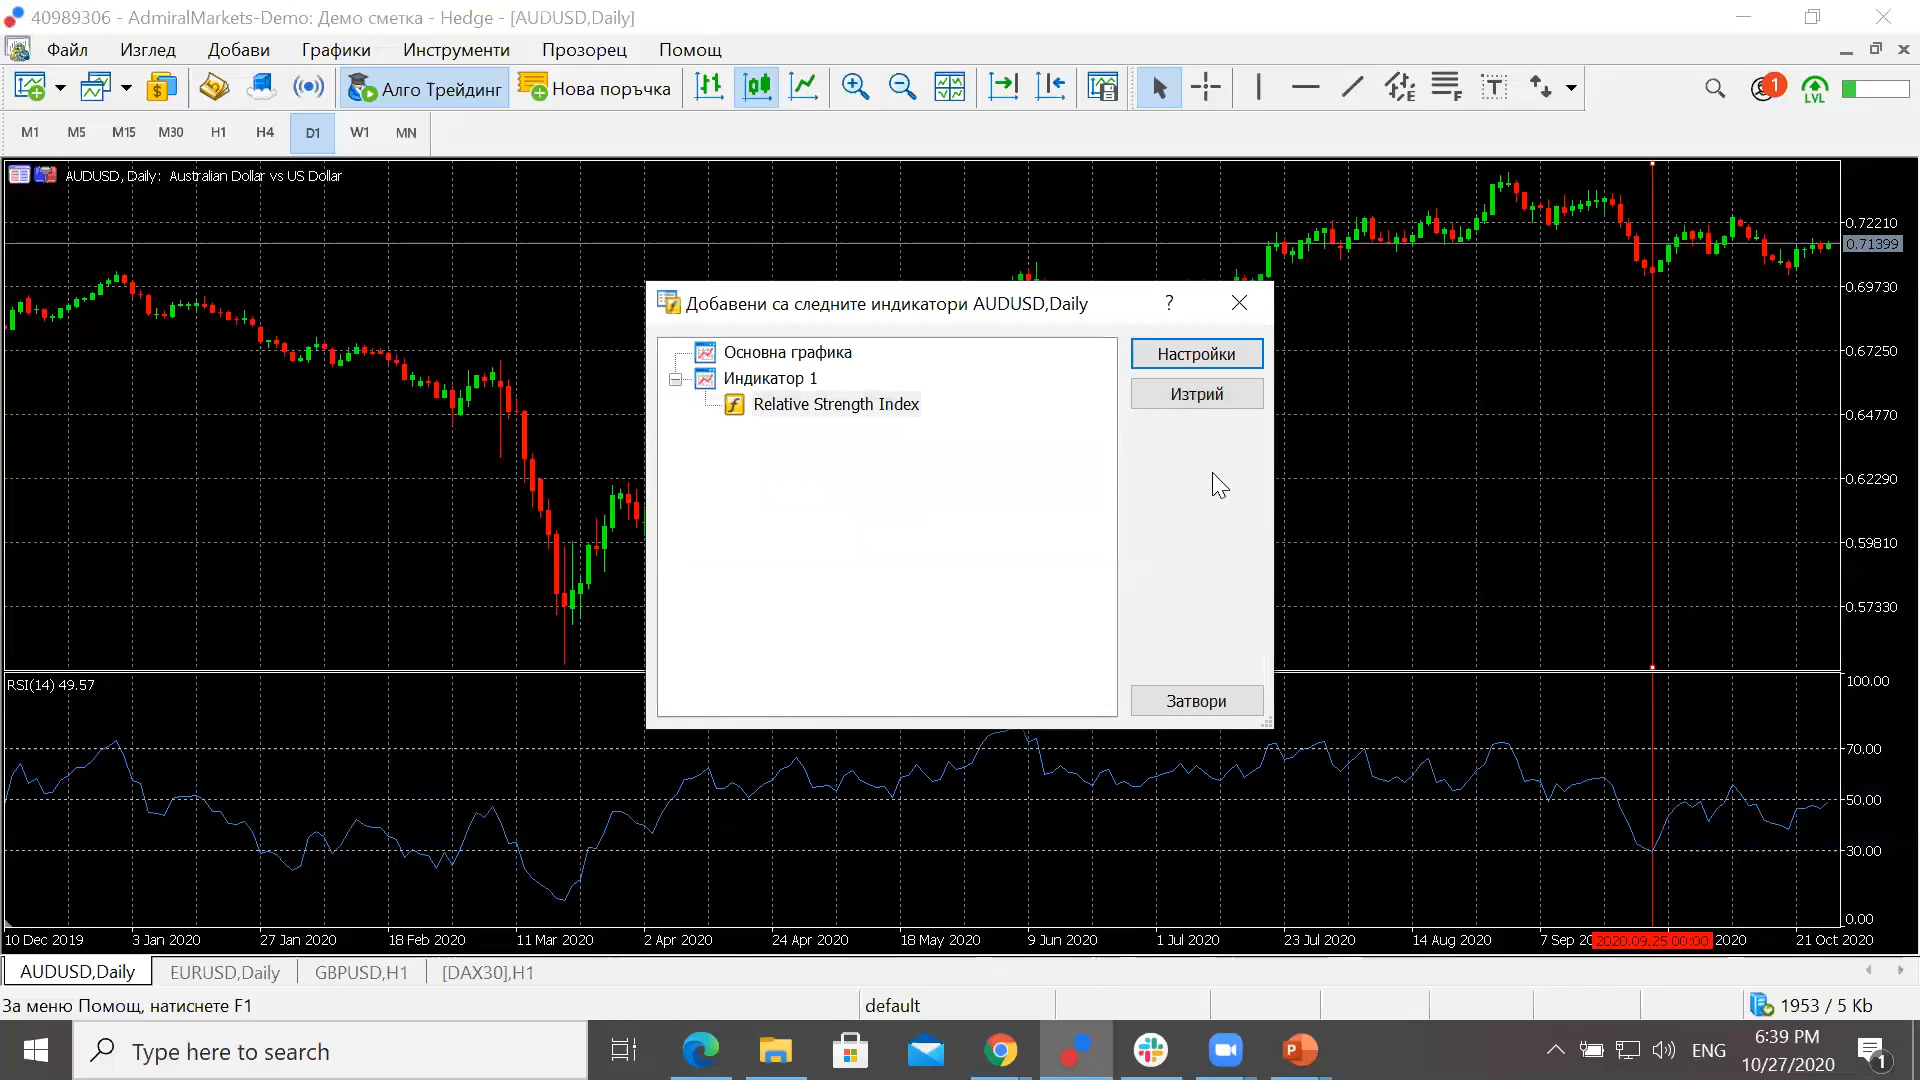 40989306 - AdmiralMarkets-Demo: Демо сметка - Hedge - [AUDUSD,Daily]
Файл Изглед Добави Графики Инструменти Прозорец Помощ
Алго Трейдинг Нова поръчка 1 LVL
M1 M5 M15 M30 H1 H4 D1 W1 MN
AUDUSD, Daily: Australian Dollar vs US Dollar
0.72210
0.71399
0.69730
0.67250
0.64770
0.62290
0.59810
0.57330
Добавени са следните индикатори AUDUSD,Daily
Основна графика
Индикатор 1
Relative Strength Index
Настройки
Изтрий
Затвори
RSI(14) 49.57
100.00
70.00
50.00
30.00
0.00
10 Dec 2019 3 Jan 2020 27 Jan 2020 18 Feb 2020 11 Mar 2020 2 Apr 2020 24 Apr 2020 18 May 2020 9 Jun 2020 1 Jul 2020 23 Jul 2020 14 Aug 2020 7 Sep 20 2020.09.25 00:00 2020 21 Oct 2020
AUDUSD,Daily EURUSD,Daily GBPUSD,H1 [DAX30],H1
За меню Помощ, натиснете F1 default 1953 / 5 Kb
Type here to search
ENG
6:39 PM
10/27/2020
1